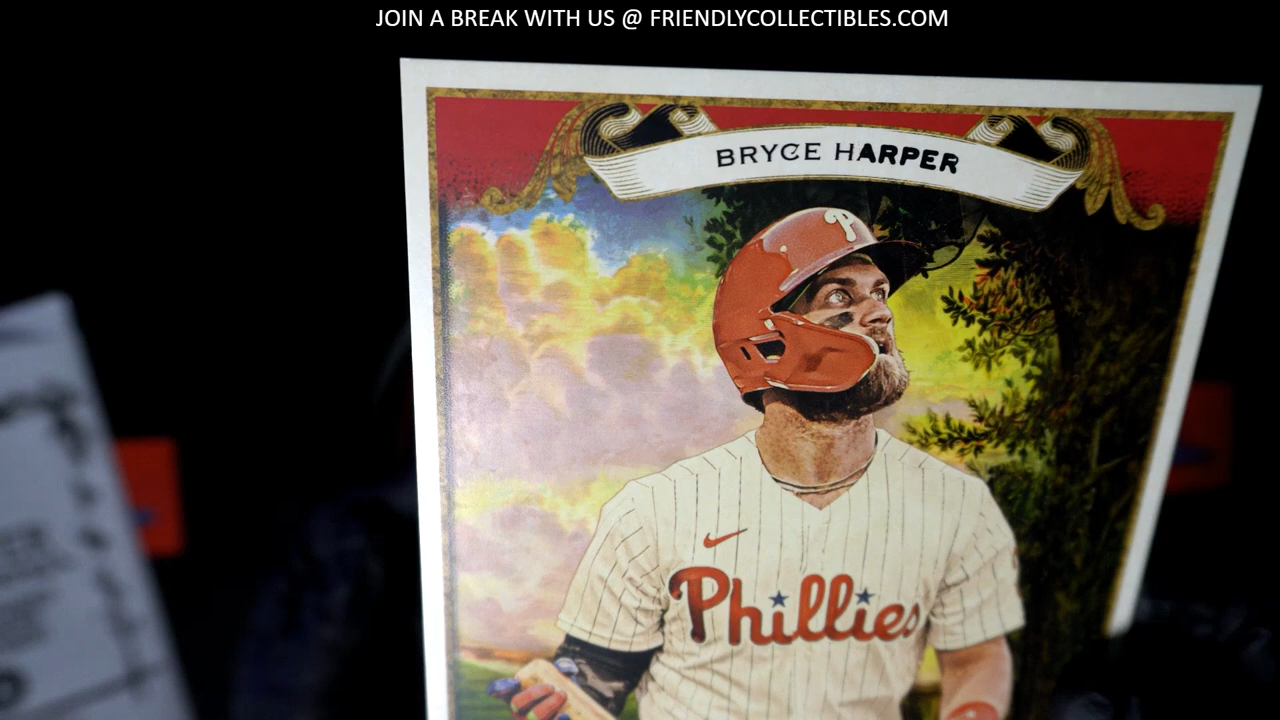 JOIN A BREAK WITH US @ FRIENDLYCOLLECTIBLES.COM
BRYCE HARPER
P
Phillies